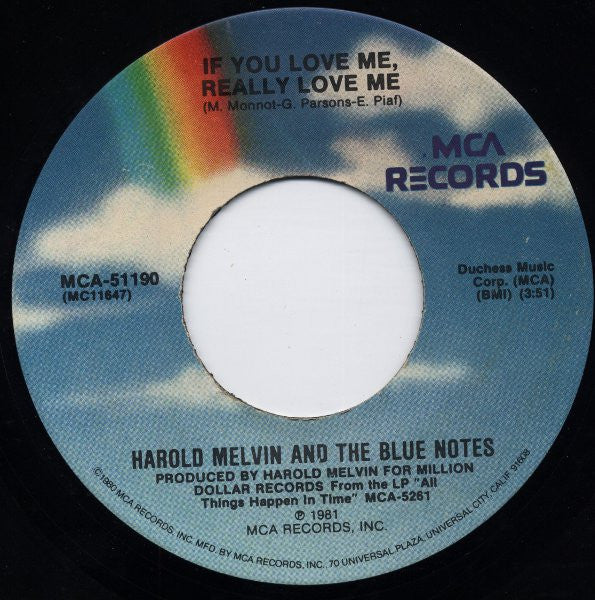 IF YOU LOVE ME,
REALLY LOVE ME
(M. Monnot-G. Parsons-E. Piaf)
MCA
RECORDS
MCA-51190
(MC11647)
Duchess Music
Corp. (MCA)
(BMI) (3:51)
HAROLD MELVIN AND THE BLUE NOTES
PRODUCED BY HAROLD MELVIN FOR MILLION
DOLLAR RECORDS From the LP "All
Things Happen In Time" MCA-5261
℗ 1981
MCA RECORDS, INC.
©1980 MCA RECORDS, INC. MFD. BY MCA RECORDS, INC., 70 UNIVERSAL PLAZA, UNIVERSAL CITY, CALIF. 91608